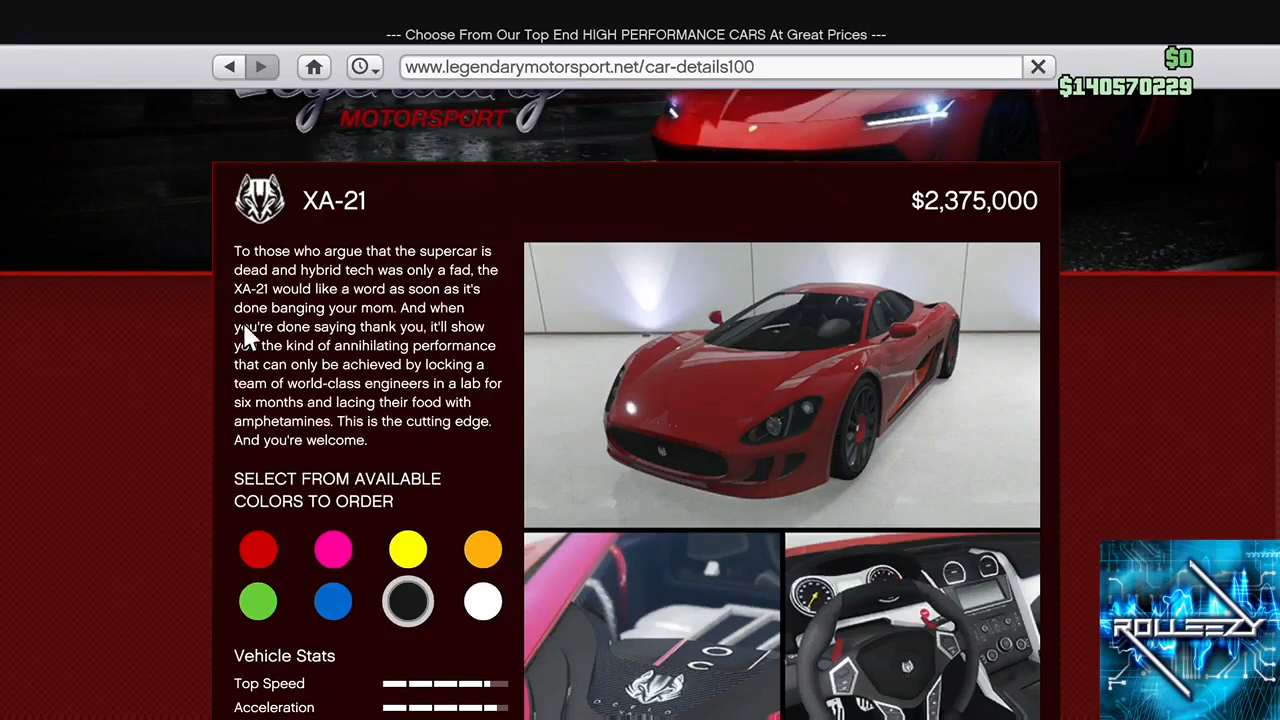 --- Choose From Our Top End HIGH PERFORMANCE CARS At Great Prices ---
www.legendarymotorsport.net/car-details100
$0
$140570229
Legendary
MOTORSPORT
XA-21
$2,375,000
To those who argue that the supercar is
dead and hybrid tech was only a fad, the
XA-21 would like a word as soon as it's
done banging your mom. And when
you're done saying thank you, it'll show
you the kind of annihilating performance
that can only be achieved by locking a
team of world-class engineers in a lab for
six months and lacing their food with
amphetamines. This is the cutting edge.
And you're welcome.
SELECT FROM AVAILABLE
COLORS TO ORDER
Vehicle Stats
Top Speed
Acceleration
ROLLEEZY